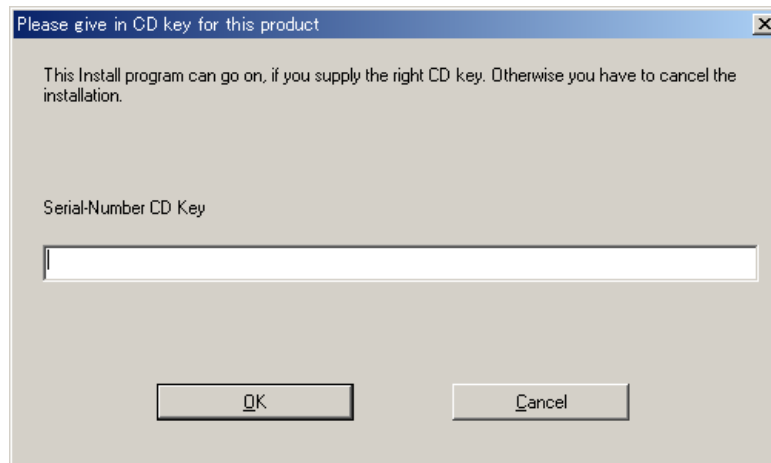 Please give in CD key for this product
This Install program can go on, if you supply the right CD key. Otherwise you have to cancel the
installation.
Serial-Number CD Key
OK
Cancel